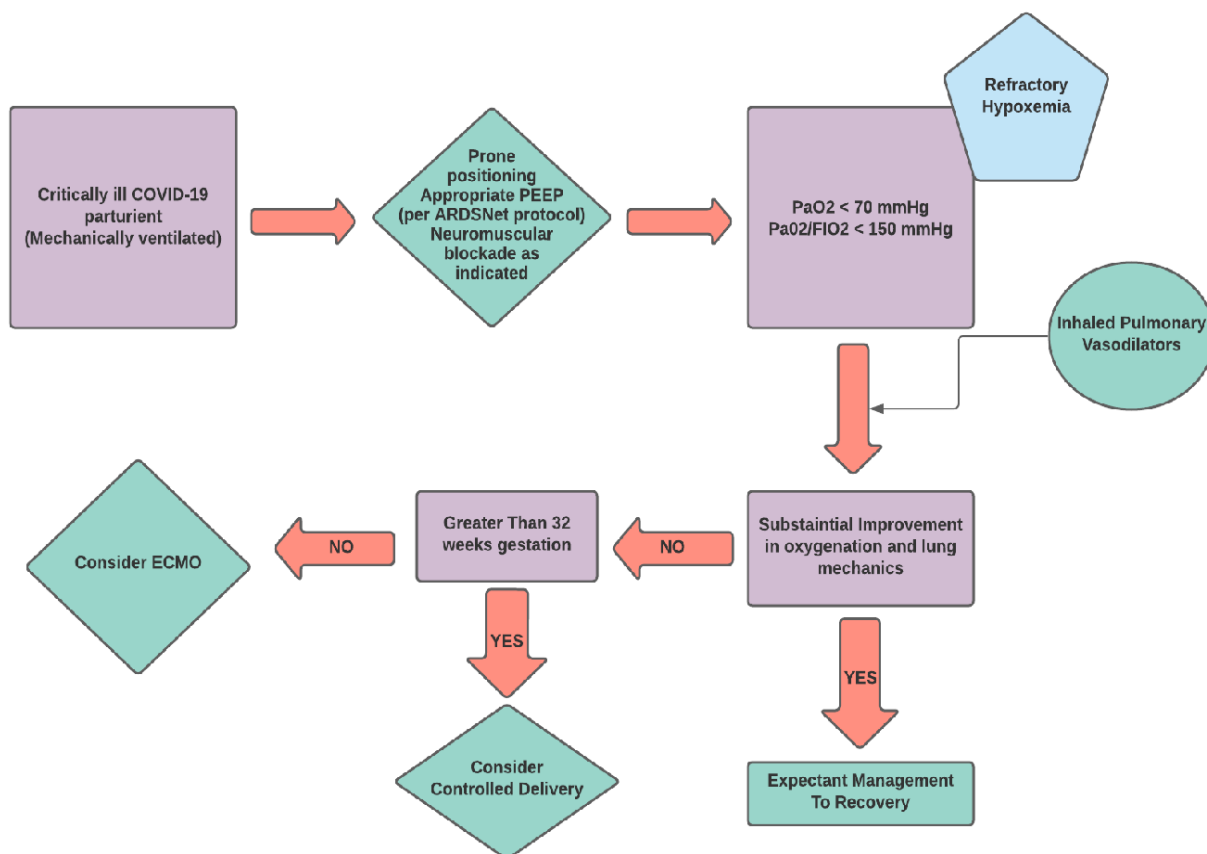 Critically ill COVID-19
parturient
(Mechanically ventilated)
Prone
positioning
Appropriate PEEP
(per ARDSNet protocol)
Neuromuscular
blockade as
indicated
Refractory
Hypoxemia
PaO2 < 70 mmHg
Pa02/FIO2 < 150 mmHg
Inhaled Pulmonary
Vasodilators
Substaintial Improvement
in oxygenation and lung
mechanics
NO
Greater Than 32
weeks gestation
NO
Consider ECMO
YES
Consider
Controlled Delivery
YES
Expectant Management
To Recovery